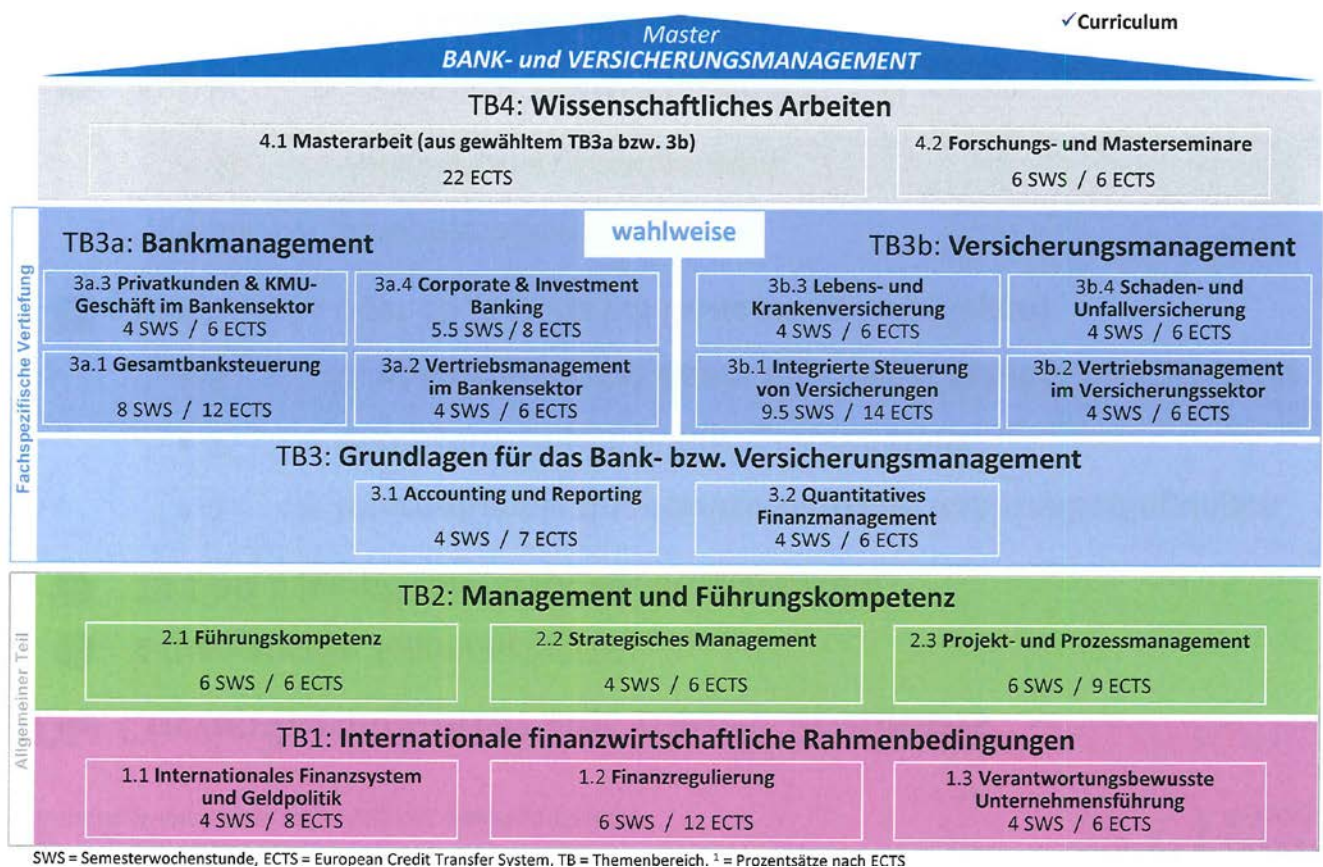 ✓Curriculum
Master
BANK- und VERSICHERUNGSMANAGEMENT
TB4: Wissenschaftliches Arbeiten
4.1 Masterarbeit (aus gewähltem TB3a bzw. 3b)
22 ECTS
4.2 Forschungs- und Masterseminare
6 SWS / 6 ECTS
Fachspezifische Vertiefung
wahlweise
TB3a: Bankmanagement
3a.3 Privatkunden & KMU-
Geschäft im Bankensektor
4 SWS / 6 ECTS
3a.4 Corporate & Investment
Banking
5.5 SWS / 8 ECTS
3a.1 Gesamtbanksteuerung
8 SWS / 12 ECTS
3a.2 Vertriebsmanagement
im Bankensektor
4 SWS / 6 ECTS
TB3b: Versicherungsmanagement
3b.3 Lebens- und
Krankenversicherung
4 SWS / 6 ECTS
3b.4 Schaden- und
Unfallversicherung
4 SWS / 6 ECTS
3b.1 Integrierte Steuerung
von Versicherungen
9.5 SWS / 14 ECTS
3b.2 Vertriebsmanagement
im Versicherungssektor
4 SWS / 6 ECTS
TB3: Grundlagen für das Bank- bzw. Versicherungsmanagement
3.1 Accounting und Reporting
4 SWS / 7 ECTS
3.2 Quantitatives
Finanzmanagement
4 SWS / 6 ECTS
Allgemeiner Teil
TB2: Management und Führungskompetenz
2.1 Führungskompetenz
6 SWS / 6 ECTS
2.2 Strategisches Management
4 SWS / 6 ECTS
2.3 Projekt- und Prozessmanagement
6 SWS / 9 ECTS
TB1: Internationale finanzwirtschaftliche Rahmenbedingungen
1.1 Internationales Finanzsystem
und Geldpolitik
4 SWS / 8 ECTS
1.2 Finanzregulierung
6 SWS / 12 ECTS
1.3 Verantwortungsbewusste
Unternehmensführung
4 SWS / 6 ECTS
SWS = Semesterwochenstunde, ECTS = European Credit Transfer System, TB = Themenbereich, ¹ = Prozentsätze nach ECTS